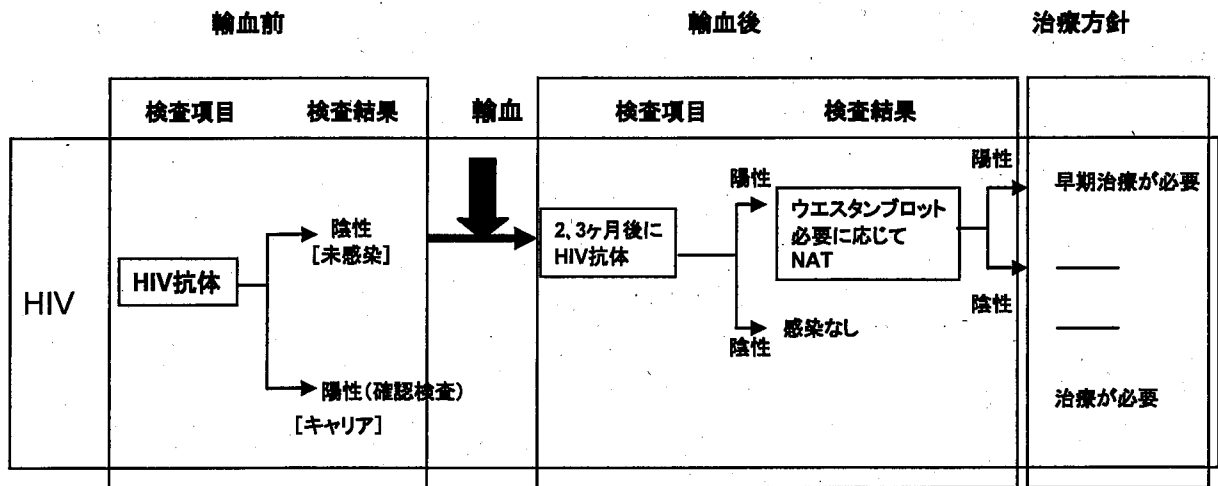 輸血前
輸血後
治療方針
検査項目
検査結果
輸血
検査項目
検査結果
HIV
HIV抗体
陰性
[未感染]
陽性(確認検査)
[キャリア]
2、3ヶ月後に
HIV抗体
陽性
陰性
ウエスタンブロット
必要に応じて
NAT
感染なし
陽性
陰性
早期治療が必要
治療が必要